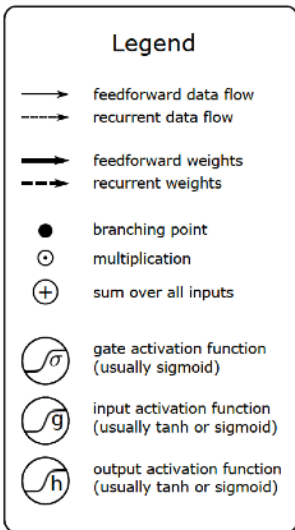 Legend
feedforward data flow
recurrent data flow
feedforward weights
recurrent weights
branching point
multiplication
sum over all inputs
σ gate activation function
(usually sigmoid)
g input activation function
(usually tanh or sigmoid)
h output activation function
(usually tanh or sigmoid)